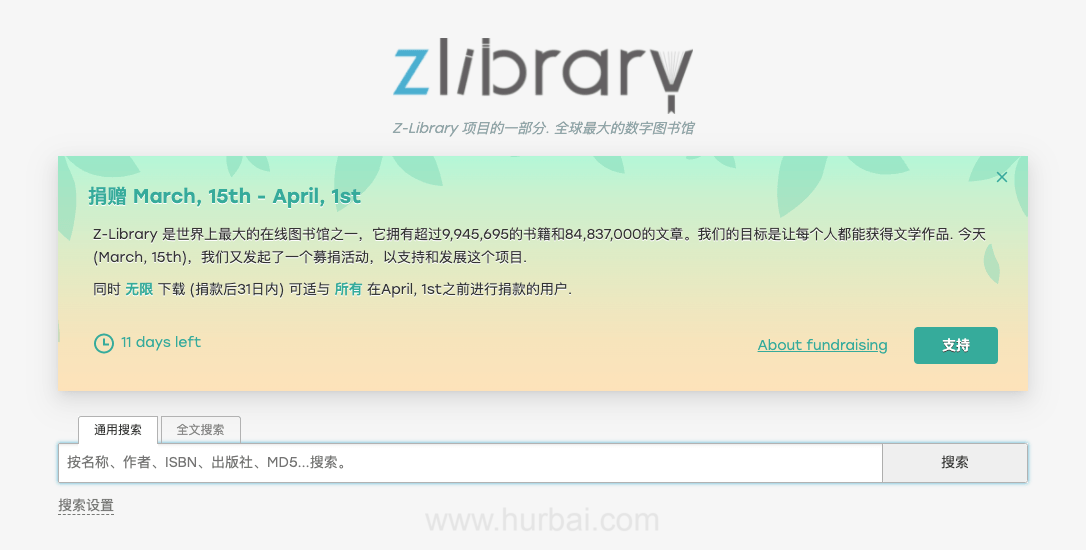 zlibrary
Z-Library 项目的一部分. 全球最大的数字图书馆
捐赠 March, 15th - April, 1st
Z-Library 是世界上最大的在线图书馆之一，它拥有超过9,945,695的书籍和84,837,000的文章。我们的目标是让每个人都能获得文学作品. 今天
(March, 15th)，我们又发起了一个募捐活动，以支持和发展这个项目.
同时 无限 下载 (捐款后31日内) 可适与 所有 在April, 1st之前进行捐款的用户.
11 days left
About fundraising
支持
通用搜索
全文搜索
按名称、作者、ISBN、出版社、MD5...搜索。
搜索
搜索设置
www.hurbai.com